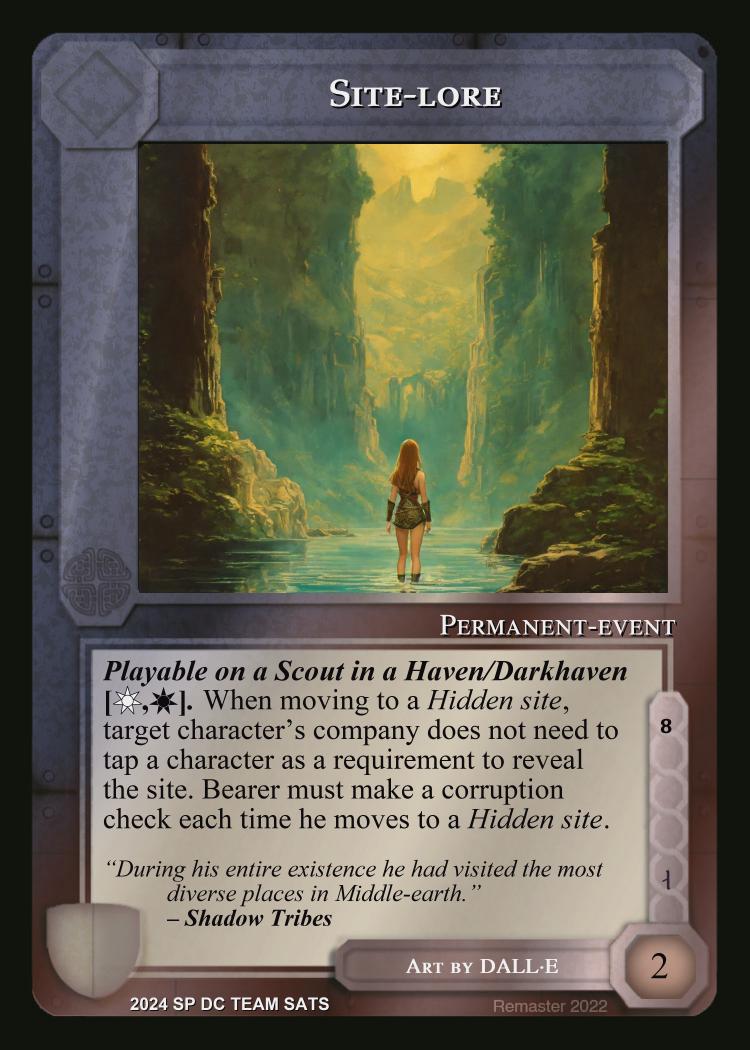 Site-lore
Permanent-event
Playable on a Scout in a Haven/Darkhaven
[,]. When moving to a Hidden site,
target character’s company does not need to
tap a character as a requirement to reveal
the site. Bearer must make a corruption
check each time he moves to a Hidden site.
8
“During his entire existence he had visited the most
diverse places in Middle-earth.”
– Shadow Tribes
Art by DALL·E
2
2024 SP DC TEAM SATS
Remaster 2022